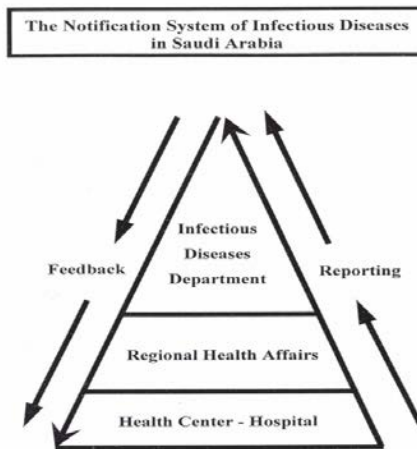 The Notification System of Infectious Diseases
in Saudi Arabia
Infectious
Diseases
Department
Feedback
Reporting
Regional Health Affairs
Health Center - Hospital